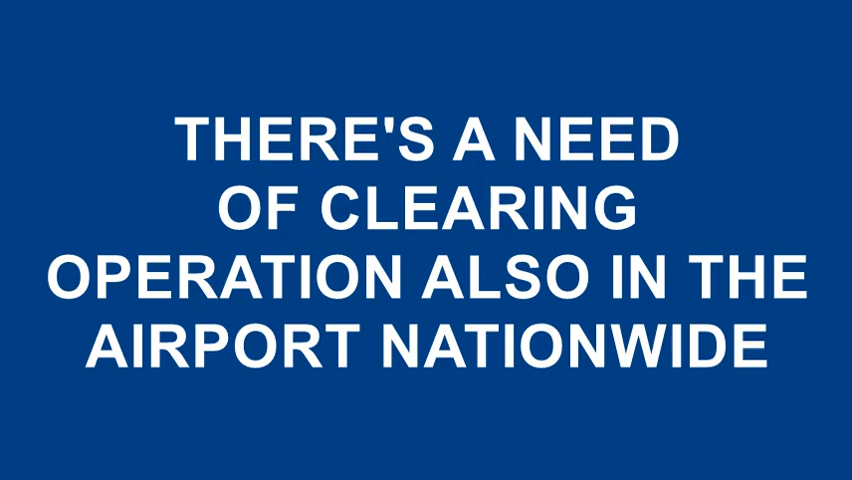 THERE'S A NEED
OF CLEARING
OPERATION ALSO IN THE
AIRPORT NATIONWIDE